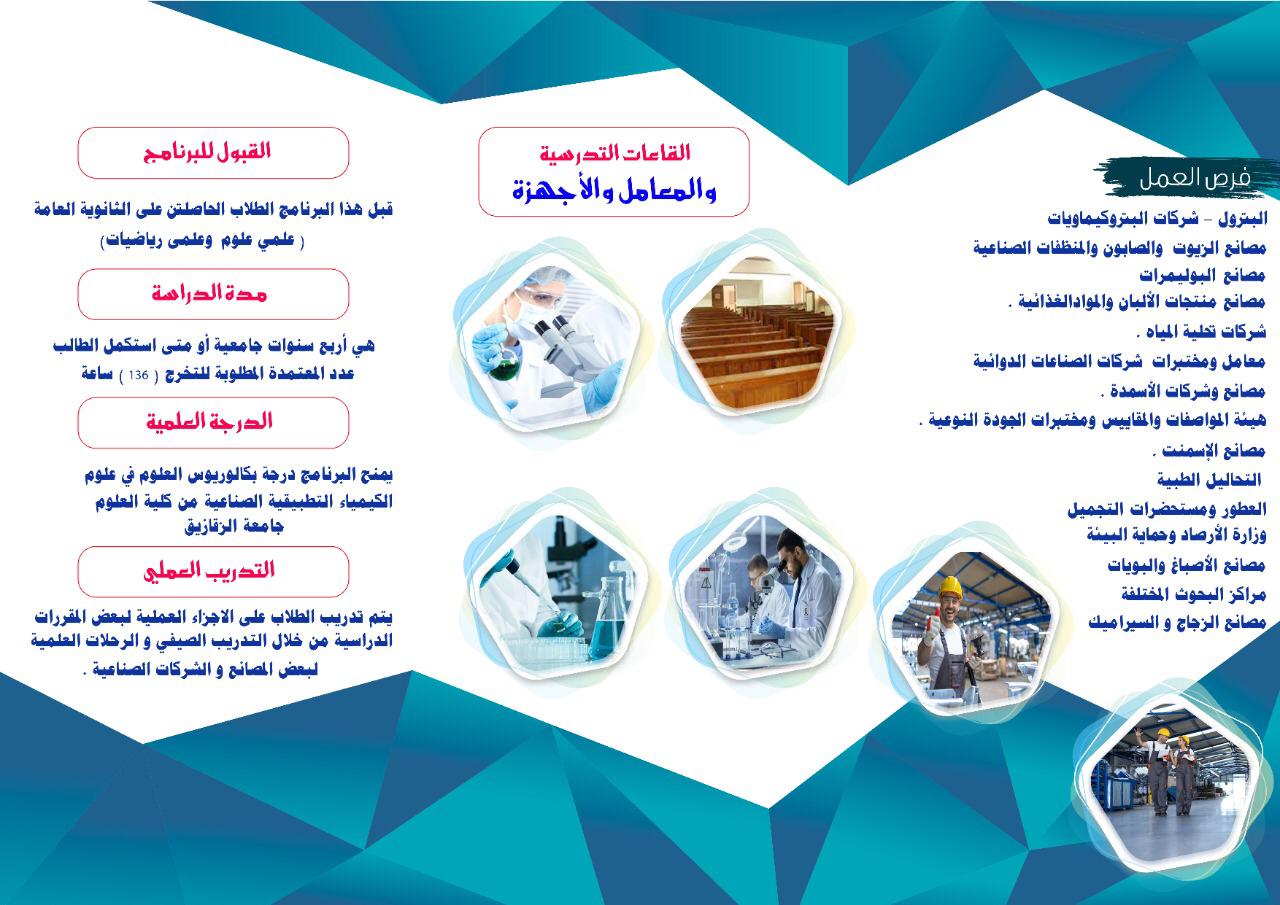 فرص العمل
البترول – شركات البتروكيماويات
مصانع الزيوت والصابون والمنظفات الصناعية
مصانع البوليمرات
مصانع منتجات الألبان والموادالغذائية .
شركات تحلية المياه .
معامل ومختبرات شركات الصناعات الدوائية
مصانع وشركات الأسمدة .
هيئة المواصفات والمقاييس ومختبرات الجودة النوعية .
مصانع الإسمنت .
التحاليل الطبية
العطور ومستحضرات التجميل
وزارة الأرصاد وحماية البيئة
مصانع الأصباغ والبويات
مراكز البحوث المختلفة
مصانع الزجاج و السيراميك
القاعات التدرسية
والمعامل والأجهزة
القبول للبرنامج
قبل هذا البرنامج الطلاب الحاصلتن على الثانوية العامة
( علمي علوم وعلمى رياضيات)
مدة الدراسة
هي أربع سنوات جامعية أو متى استكمل الطالب
عدد المعتمدة المطلوبة للتخرج ( 136 ) ساعة
الدرجة العلمية
يمنح البرنامج درجة بكالوريوس العلوم في علوم
الكيمياء التطبيقية الصناعية من كلية العلوم
جامعة الزقازيق
التدريب العملي
يتم تدريب الطلاب على الاجزاء العملية لبعض المقررات
الدراسية من خلال التدريب الصيفي و الرحلات العلمية
لبعض المصانع و الشركات الصناعية .